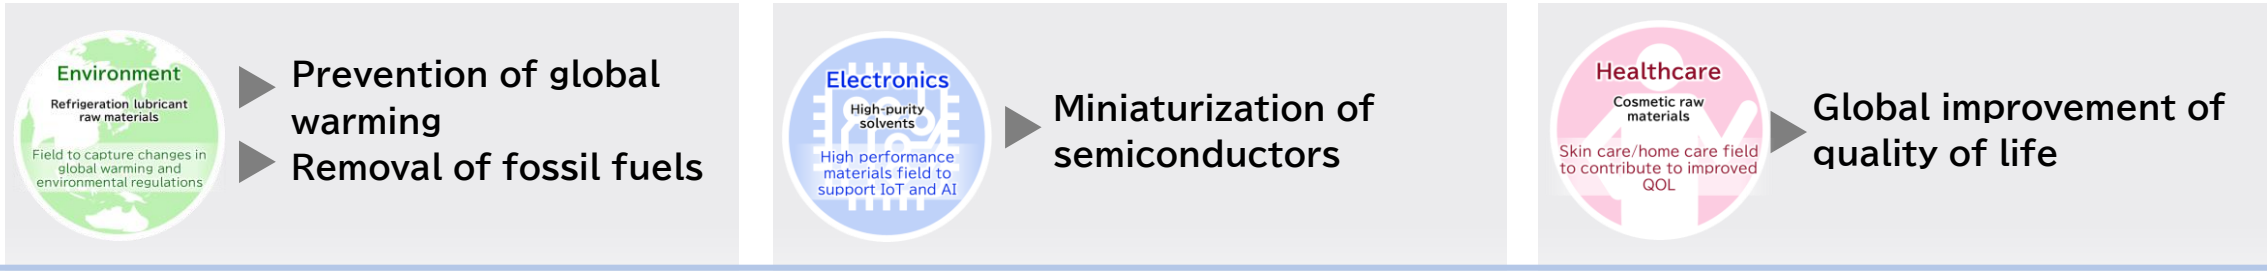 Environment
Refrigeration lubricant
raw materials
Field to capture changes in
global warming and
environmental regulations
Prevention of global
warming
Removal of fossil fuels
Electronics
High-purity
solvents
High performance
materials field to
support IoT and AI
Miniaturization of
semiconductors
Healthcare
Cosmetic raw
materials
Skin care/home care field
to contribute to improved
QOL
Global improvement of
quality of life